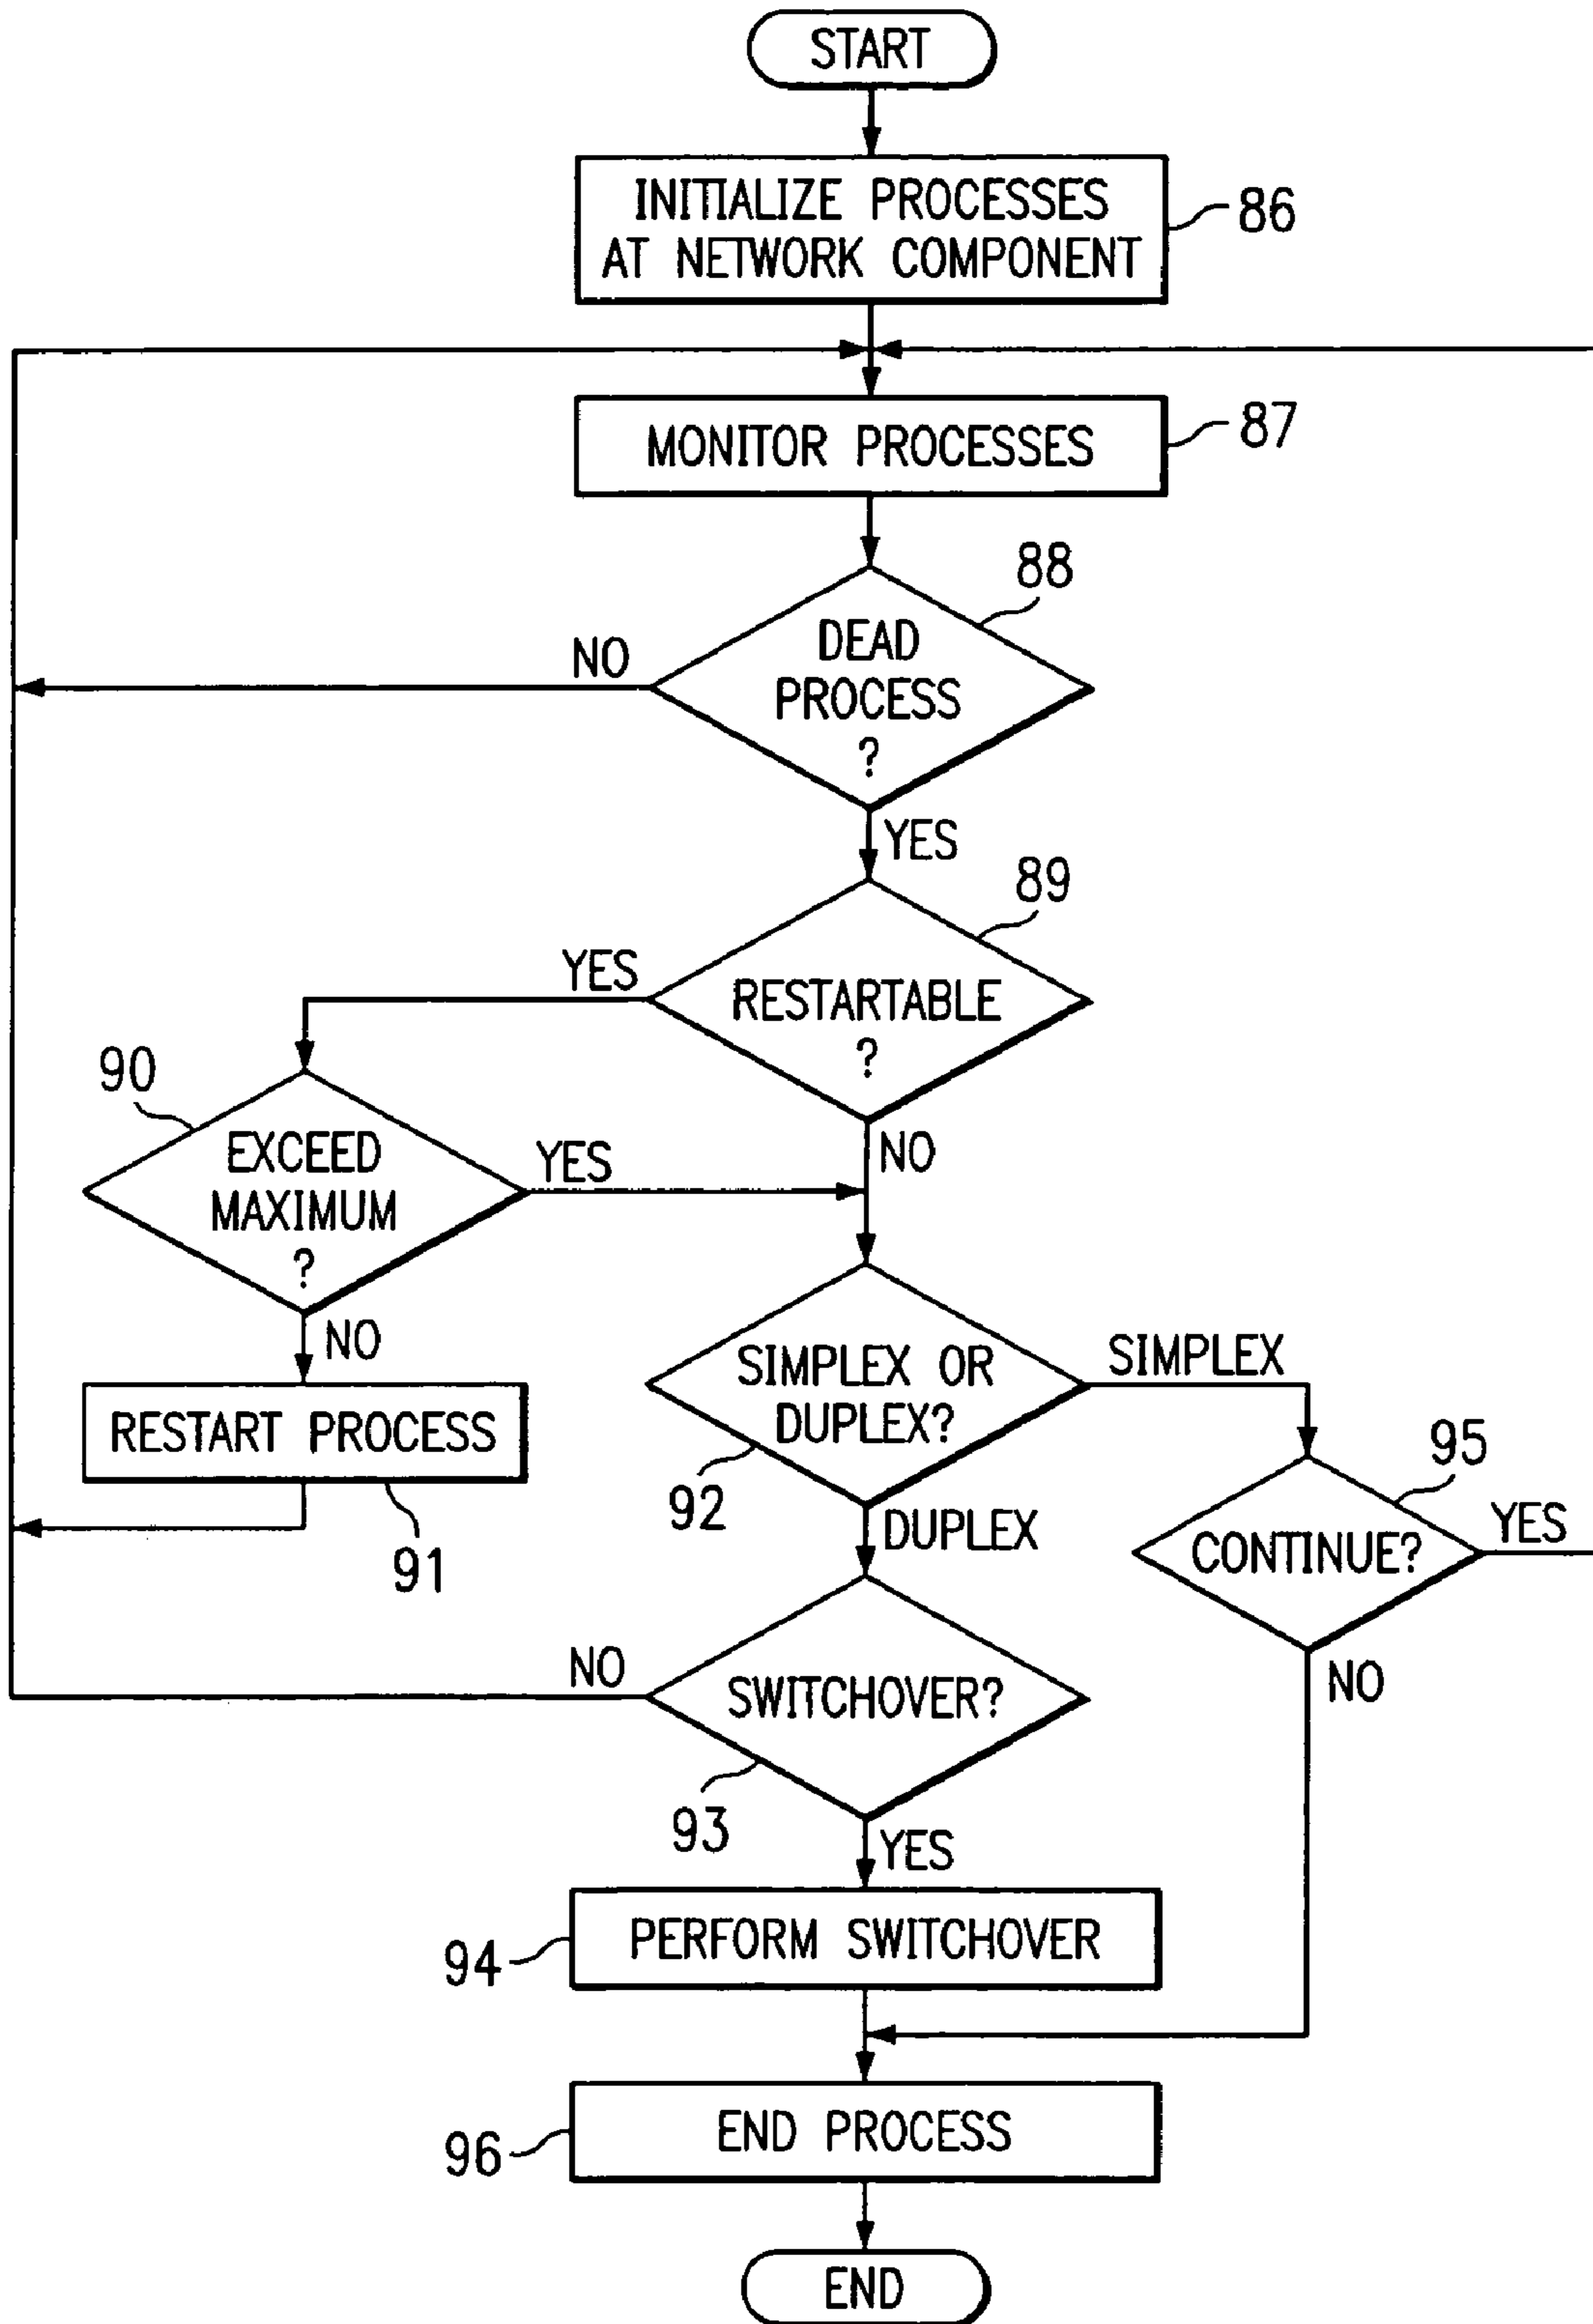 START
INITIALIZE PROCESSES
AT NETWORK COMPONENT
86
MONITOR PROCESSES
87
88
DEAD
PROCESS
?
NO
YES
89
RESTARTABLE
?
YES
NO
90
EXCEED
MAXIMUM
?
YES
NO
RESTART PROCESS
91
SIMPLEX OR
DUPLEX?
92
SIMPLEX
DUPLEX
95
CONTINUE?
YES
NO
SWITCHOVER?
93
NO
YES
PERFORM SWITCHOVER
94
END PROCESS
96
END